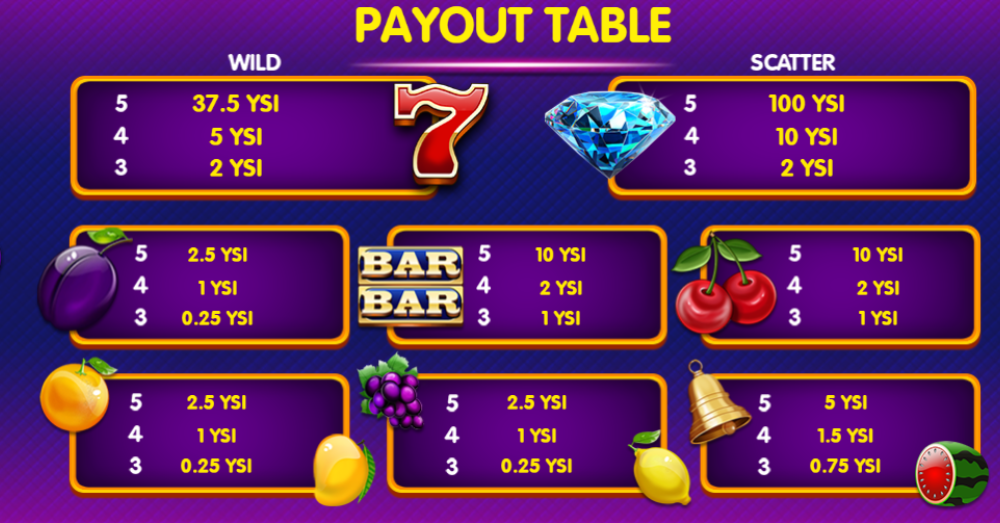 PAYOUT TABLE
WILD
5 37.5 YSI
4 5 YSI
3 2 YSI
7
SCATTER
5 100 YSI
4 10 YSI
3 2 YSI
5 2.5 YSI
4 1 YSI
3 0.25 YSI
BAR
BAR
5 10 YSI
4 2 YSI
3 1 YSI
5 10 YSI
4 2 YSI
3 1 YSI
5 2.5 YSI
4 1 YSI
3 0.25 YSI
5 2.5 YSI
4 1 YSI
3 0.25 YSI
5 5 YSI
4 1.5 YSI
3 0.75 YSI